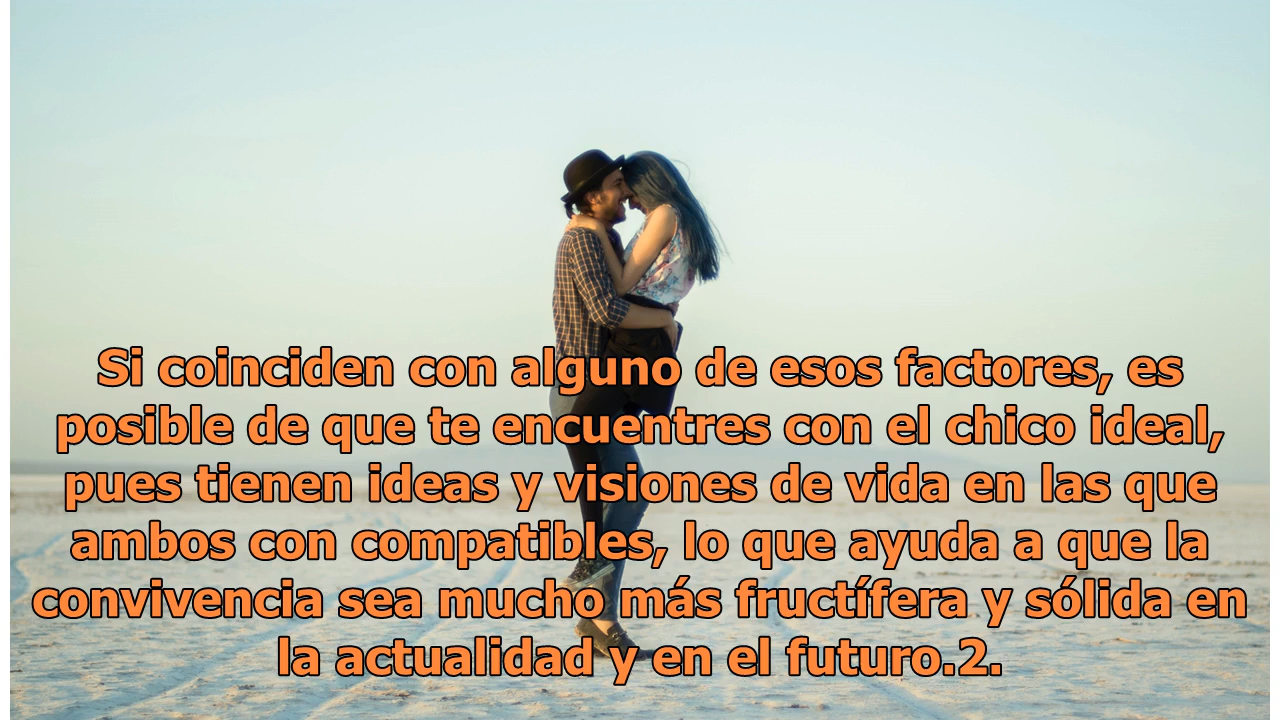 Si coinciden con alguno de esos factores, es
posible de que te encuentres con el chico ideal,
pues tienen ideas y visiones de vida en las que
ambos con compatibles, lo que ayuda a que la
convivencia sea mucho más fructífera y sólida en
la actualidad y en el futuro.2.